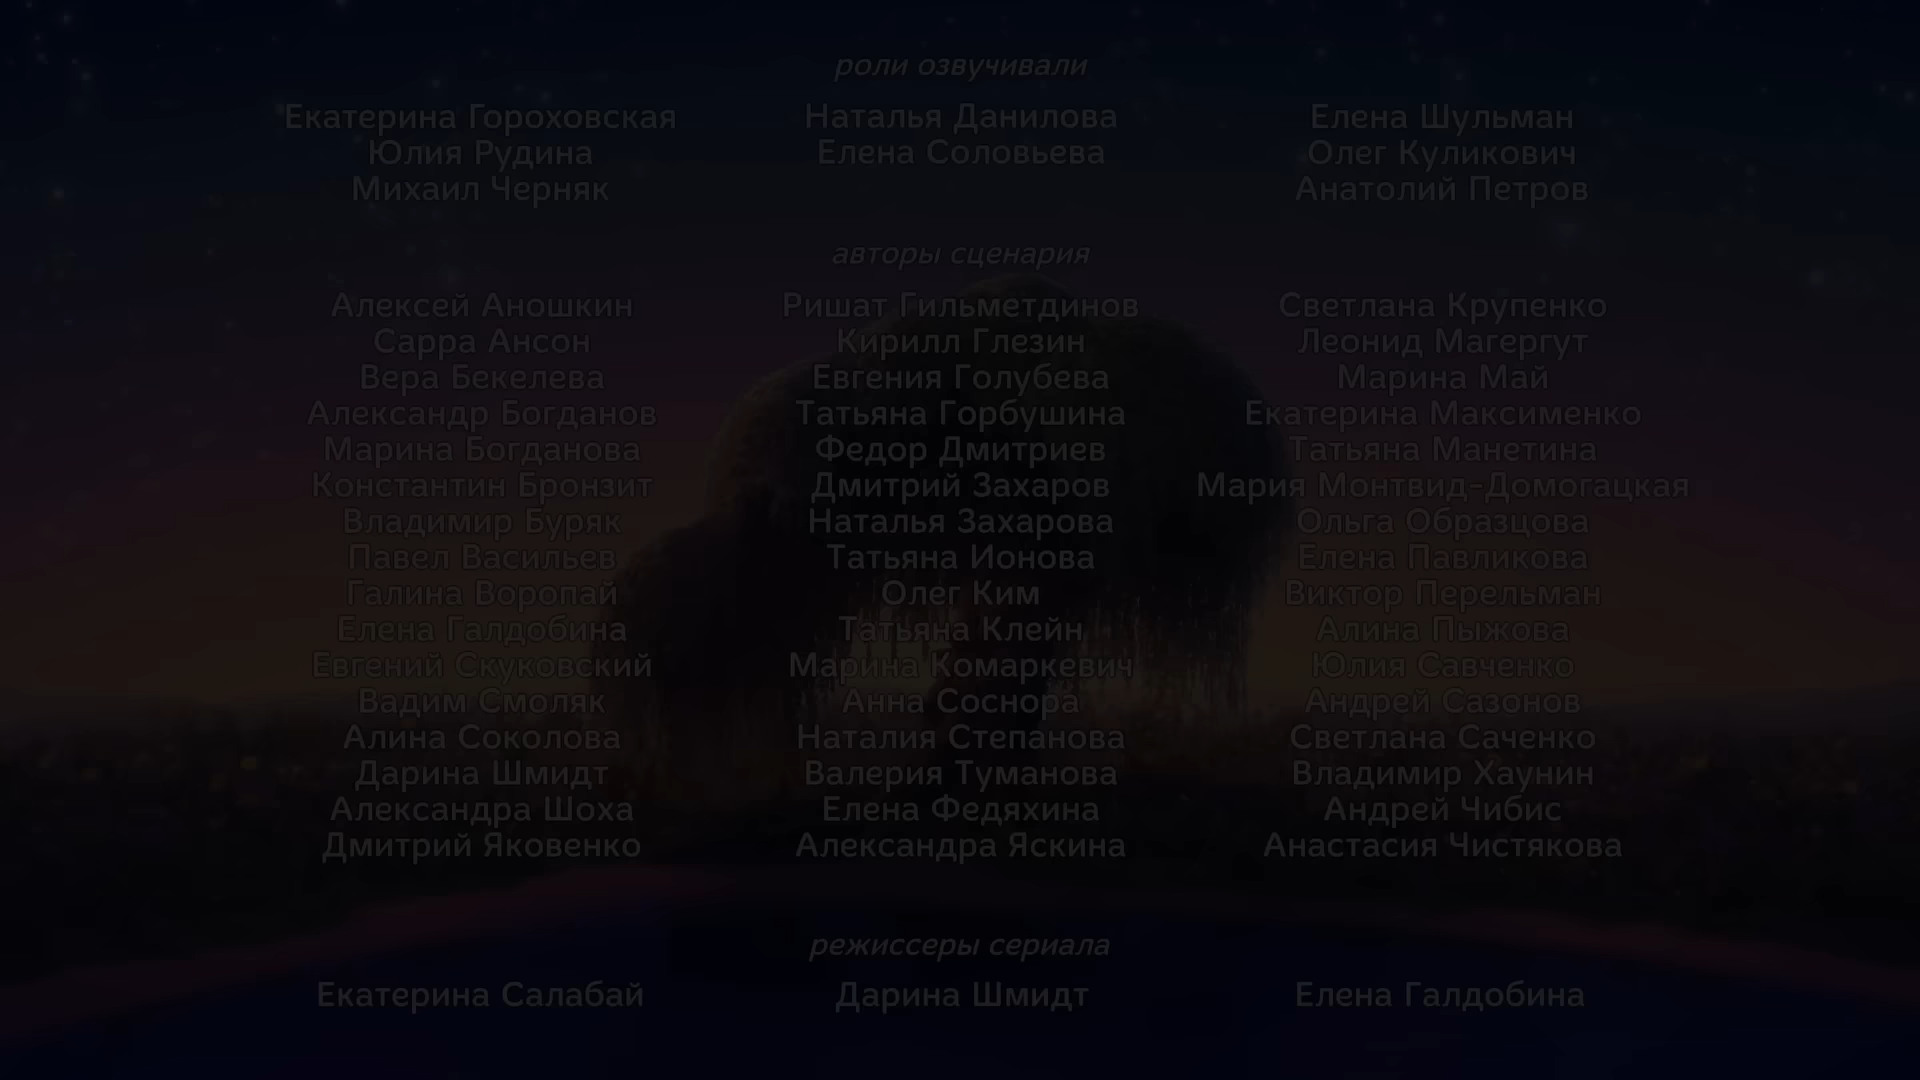 роли озвучивали
Екатерина Гороховская Наталья Данилова Елена Шульман
Юлия Рудина Елена Соловьева Олег Куликович
Михаил Черняк Анатолий Петров
авторы сценария
Алексей Аношкин Ришат Гильметдинов Светлана Крупенко
Сарра Ансон Кирилл Глезин Леонид Магергут
Вера Бекелева Евгения Голубева Марина Май
Александр Богданов Татьяна Горбушина Екатерина Максименко
Марина Богданова Федор Дмитриев Татьяна Манетина
Константин Бронзит Дмитрий Захаров Мария Монтвид-Домогацкая
Владимир Буряк Наталья Захарова Ольга Образцова
Павел Васильев Татьяна Ионова Елена Павликова
Галина Воропай Олег Ким Виктор Перельман
Елена Галдобина Татьяна Клейн Алина Пыжова
Евгений Скуковский Марина Комаркевич Юлия Савченко
Вадим Смоляк Анна Соснора Андрей Сазонов
Алина Соколова Наталия Степанова Светлана Саченко
Дарина Шмидт Валерия Туманова Владимир Хаунин
Александра Шоха Елена Федяхина Андрей Чибис
Дмитрий Яковенко Александра Яскина Анастасия Чистякова
режиссеры сериала
Екатерина Салабай Дарина Шмидт Елена Галдобина